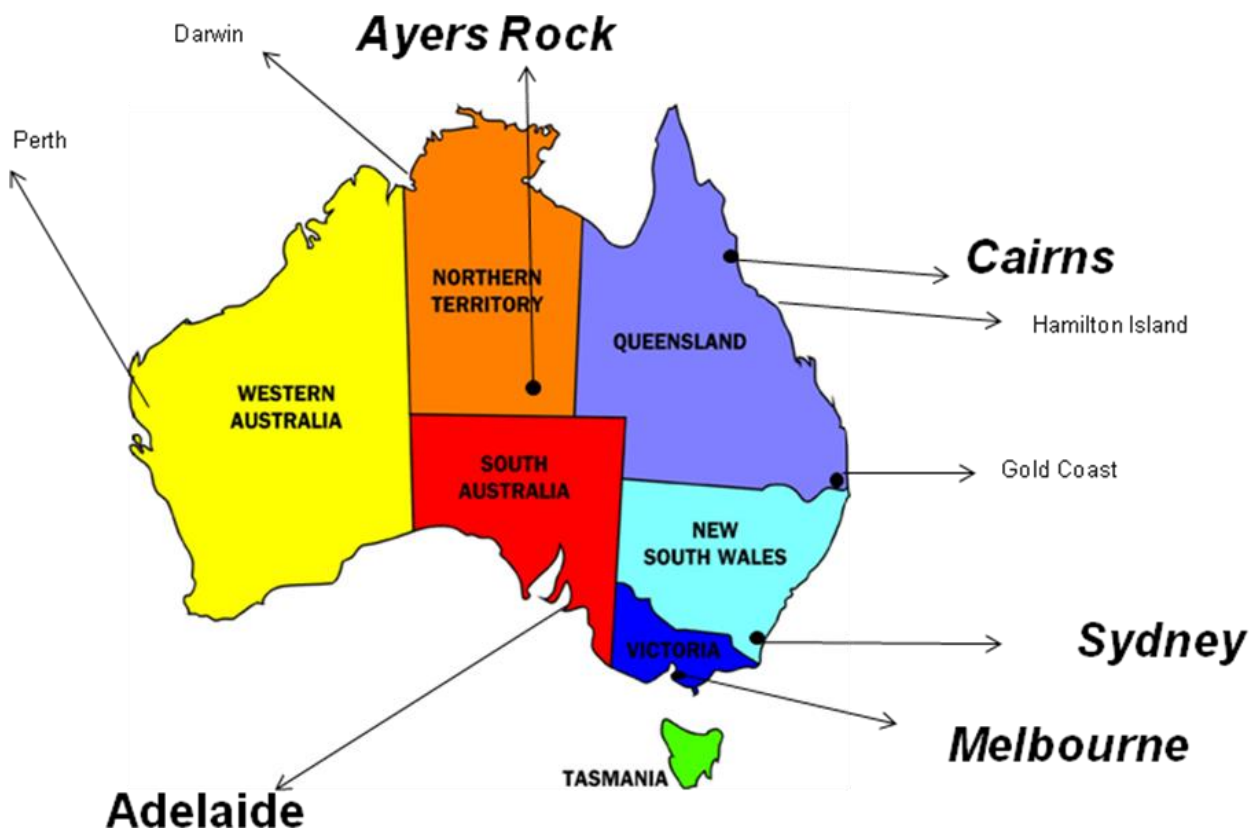 Darwin
Ayers Rock
Perth
Cairns
NORTHERN
TERRITORY
Hamilton Island
QUEENSLAND
WESTERN
AUSTRALIA
SOUTH
AUSTRALIA
Gold Coast
NEW
SOUTH WALES
Sydney
VICTORIA
Melbourne
TASMANIA
Adelaide